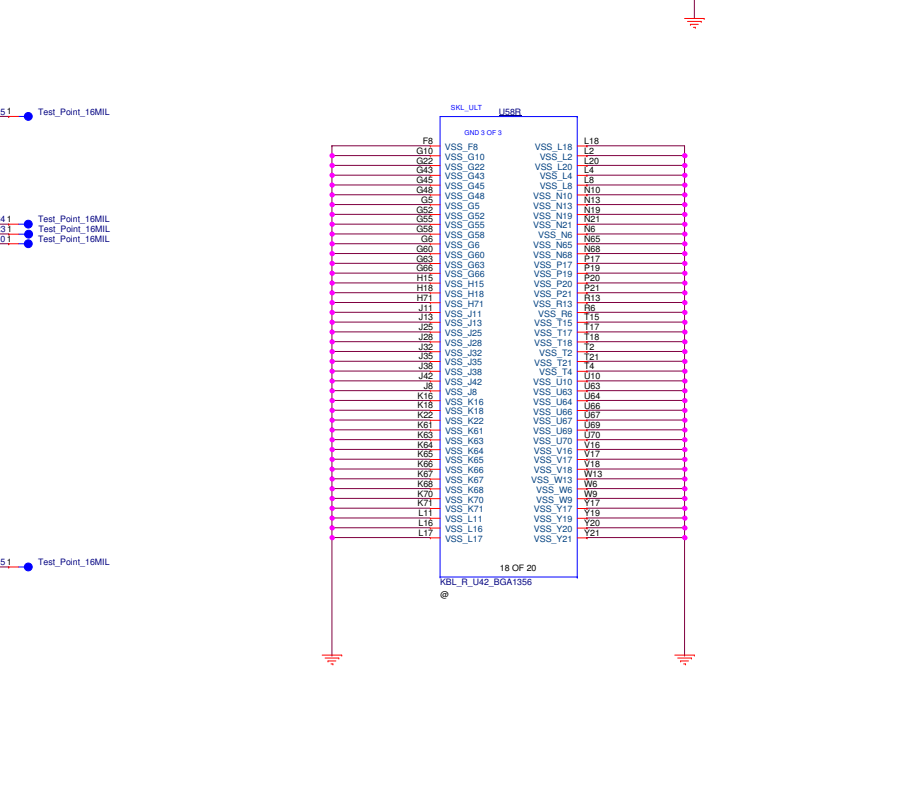 51 Test_Point_16MIL
41 Test_Point_16MIL
31 Test_Point_16MIL
01 Test_Point_16MIL
51 Test_Point_16MIL
SKL_ULT U58R
GND 3 OF 3
F8 VSS_F8 VSS_L18 L18
G10 VSS_G10 VSS_L2 L2
G22 VSS_G22 VSS_L20 L20
G43 VSS_G43 VSS_L4 L4
G45 VSS_G45 VSS_L8 L8
G48 VSS_G48 VSS_N10 N10
G5 VSS_G5 VSS_N13 N13
G52 VSS_G52 VSS_N19 N19
G55 VSS_G55 VSS_N21 N21
G58 VSS_G58 VSS_N6 N6
G6 VSS_G6 VSS_N65 N65
G60 VSS_G60 VSS_N68 N68
G63 VSS_G63 VSS_P17 P17
G66 VSS_G66 VSS_P19 P19
H15 VSS_H15 VSS_P20 P20
H18 VSS_H18 VSS_P21 P21
H71 VSS_H71 VSS_R13 R13
J11 VSS_J11 VSS_R6 R6
J13 VSS_J13 VSS_T15 T15
J25 VSS_J25 VSS_T17 T17
J28 VSS_J28 VSS_T18 T18
J32 VSS_J32 VSS_T2 T2
J35 VSS_J35 VSS_T21 T21
J38 VSS_J38 VSS_T4 T4
J42 VSS_J42 VSS_U10 U10
J8 VSS_J8 VSS_U63 U63
K16 VSS_K16 VSS_U64 U64
K18 VSS_K18 VSS_U66 U66
K22 VSS_K22 VSS_U67 U67
K61 VSS_K61 VSS_U69 U69
K63 VSS_K63 VSS_U70 U70
K64 VSS_K64 VSS_V16 V16
K65 VSS_K65 VSS_V17 V17
K66 VSS_K66 VSS_V18 V18
K67 VSS_K67 VSS_W13 W13
K68 VSS_K68 VSS_W6 W6
K70 VSS_K70 VSS_W9 W9
K71 VSS_K71 VSS_Y17 Y17
L11 VSS_L11 VSS_Y19 Y19
L16 VSS_L16 VSS_Y20 Y20
L17 VSS_L17 VSS_Y21 Y21
18 OF 20
KBL_R_U42_BGA1356
@